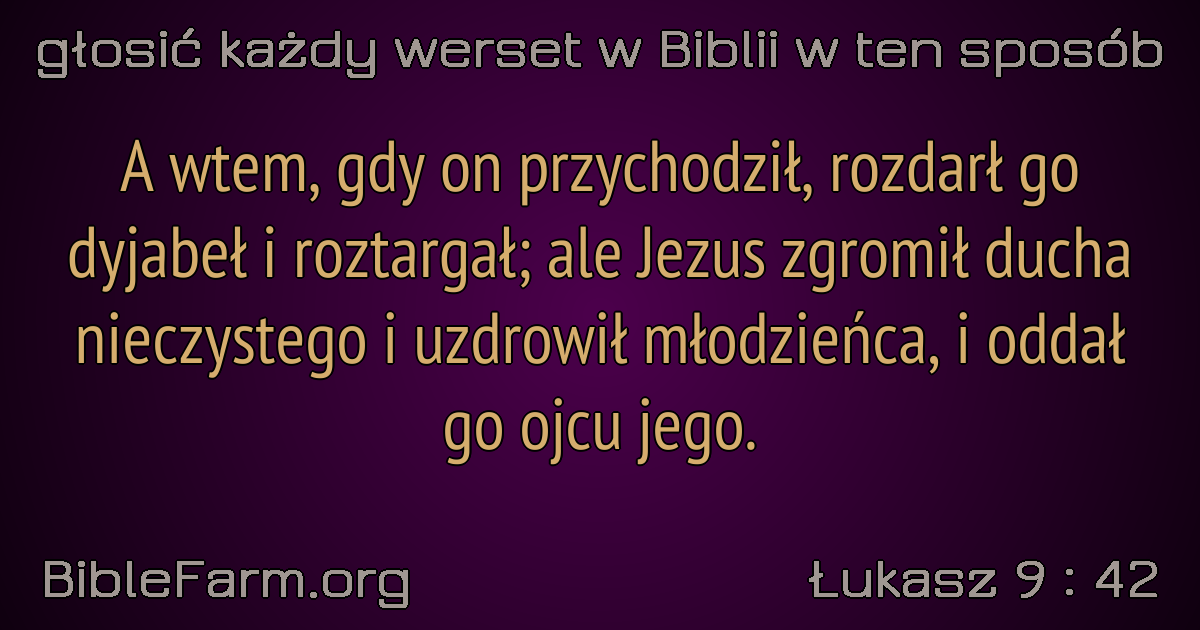 głosić każdy werset w Biblii w ten sposób
A wtem, gdy on przychodził, rozdarł go
dyjabeł i roztargał; ale Jezus zgromił ducha
nieczystego i uzdrowił młodzieńca, i oddał
go ojcu jego.
BibleFarm.org
Łukasz 9 : 42